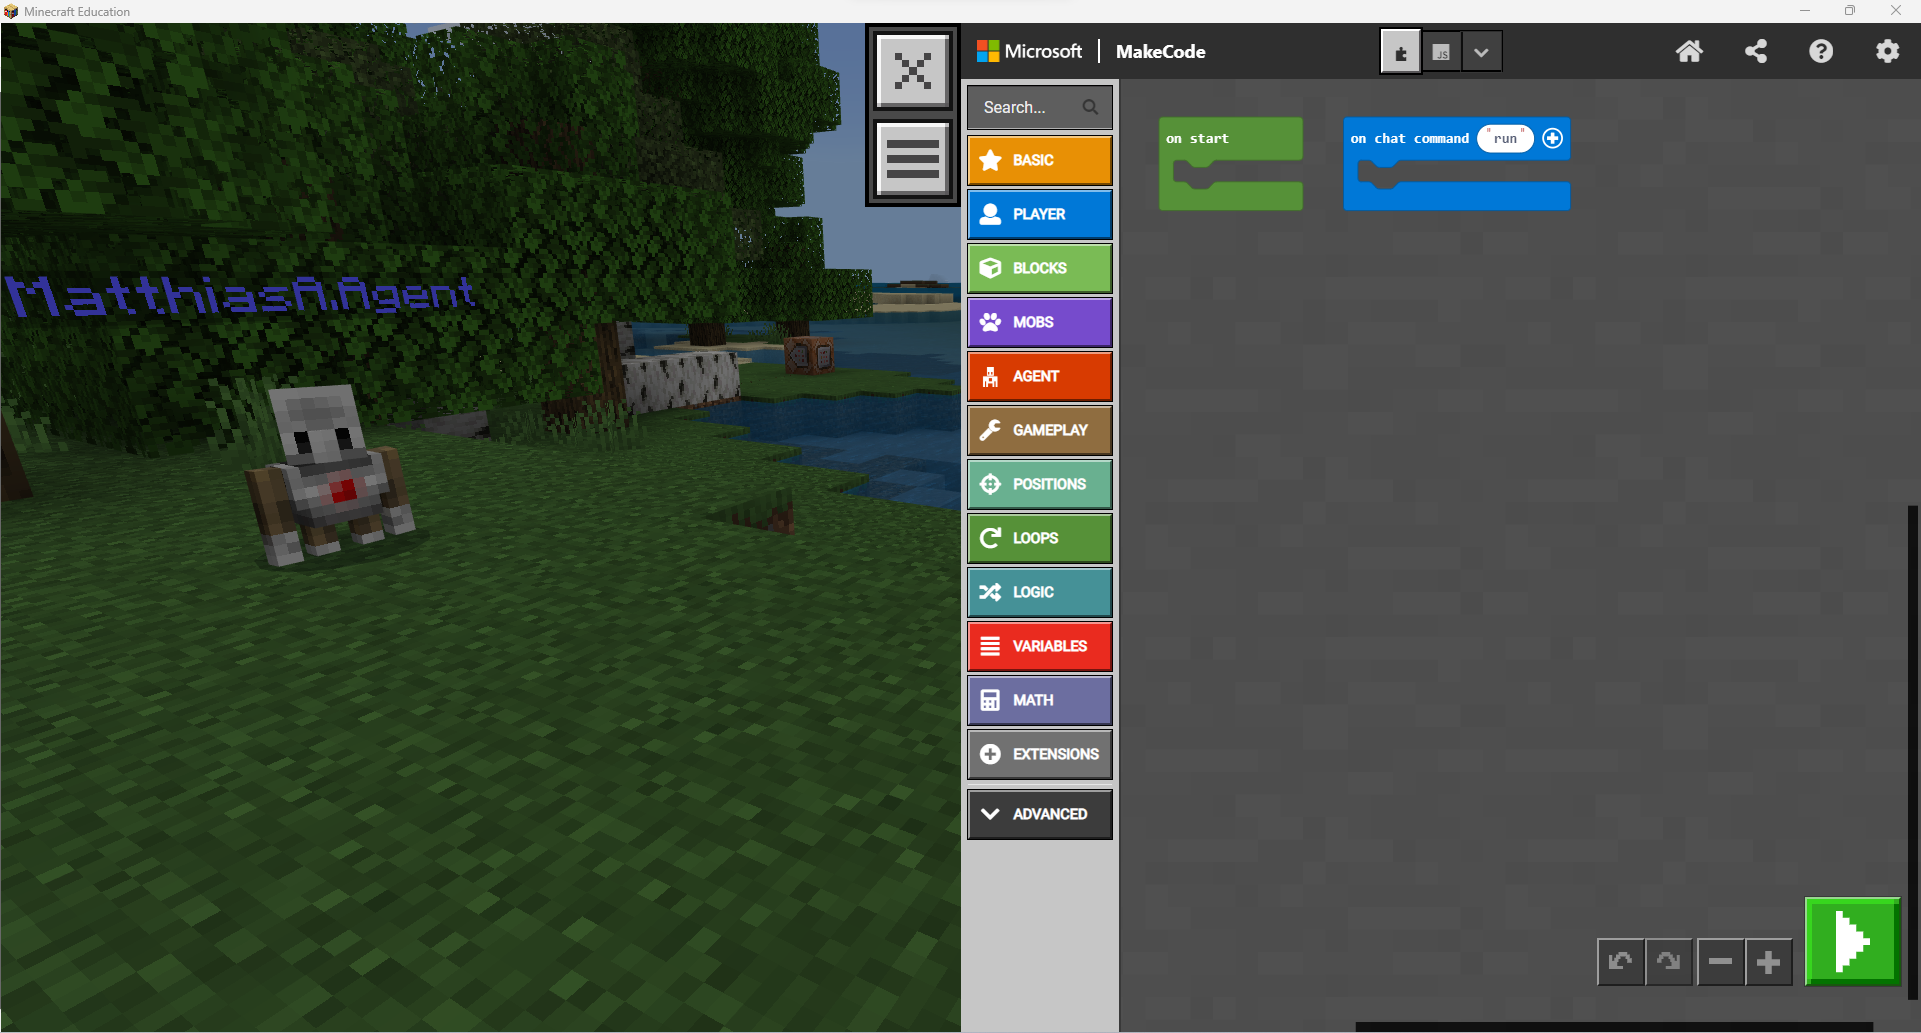 Minecraft Education
Microsoft | MakeCode
JS
Search...
BASIC
PLAYER
BLOCKS
MOBS
AGENT
GAMEPLAY
POSITIONS
LOOPS
LOGIC
VARIABLES
MATH
EXTENSIONS
ADVANCED
on start
on chat command "run"
MatthiasA.Agent